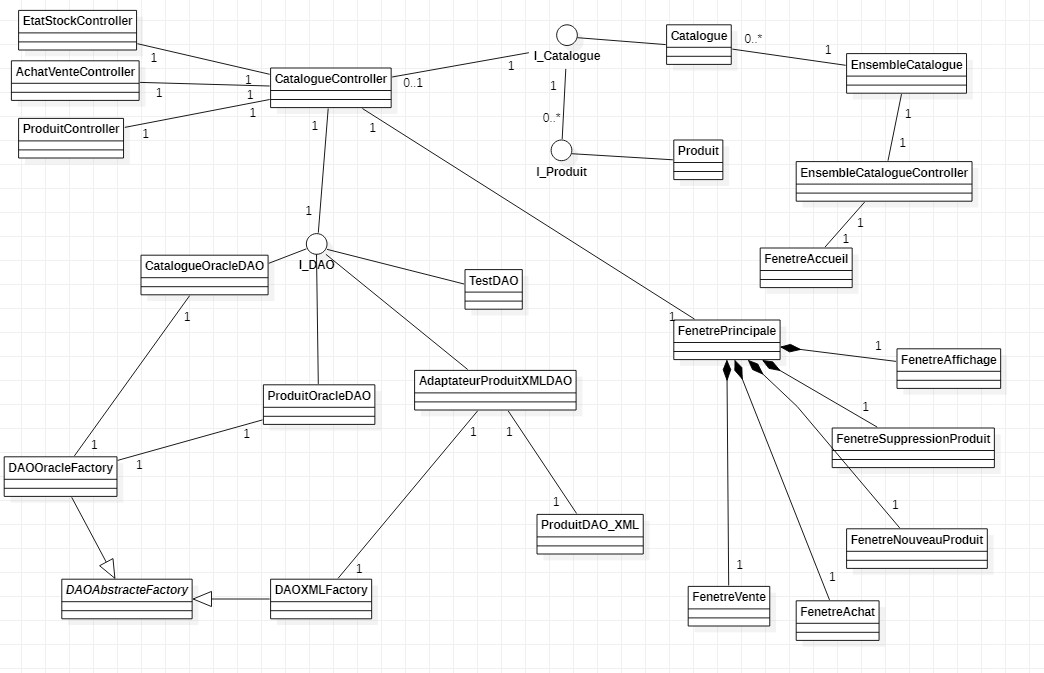 EtatStockController
1
AchatVenteController
1
1
1
ProduitController
1
1
CatalogueController
0..1
1
I_Catalogue
Catalogue
0..*
1
EnsembleCatalogue
1
1
EnsembleCatalogueController
1
1
FenetreAccueil
1
0..*
I_Produit
Produit
1
1
1
I_DAO
CatalogueOracleDAO
1
TestDAO
1
FenetrePrincipale
1
FenetreAffichage
ProduitOracleDAO
1
AdaptateurProduitXMLDAO
1
1
1
FenetreSuppressionProduit
1
1
DAOOracleFactory
1
ProduitDAO_XML
1
FenetreNouveauProduit
DAOAbstracteFactory
1
DAOXMLFactory
1
FenetreVente
1
FenetreAchat